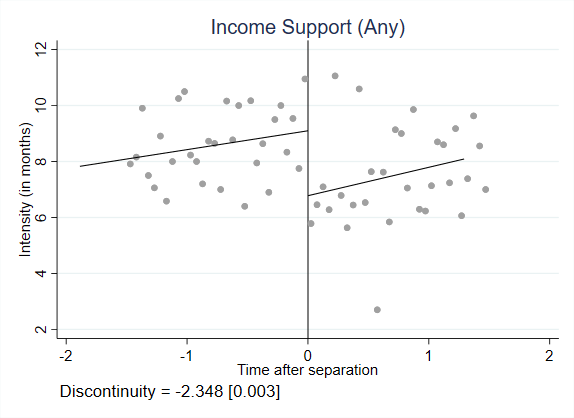 Income Support (Any)
12
10
8
6
4
2
Intensity (in months)
-2 -1 0 1 2
Time after separation
Discontinuity = -2.348 [0.003]